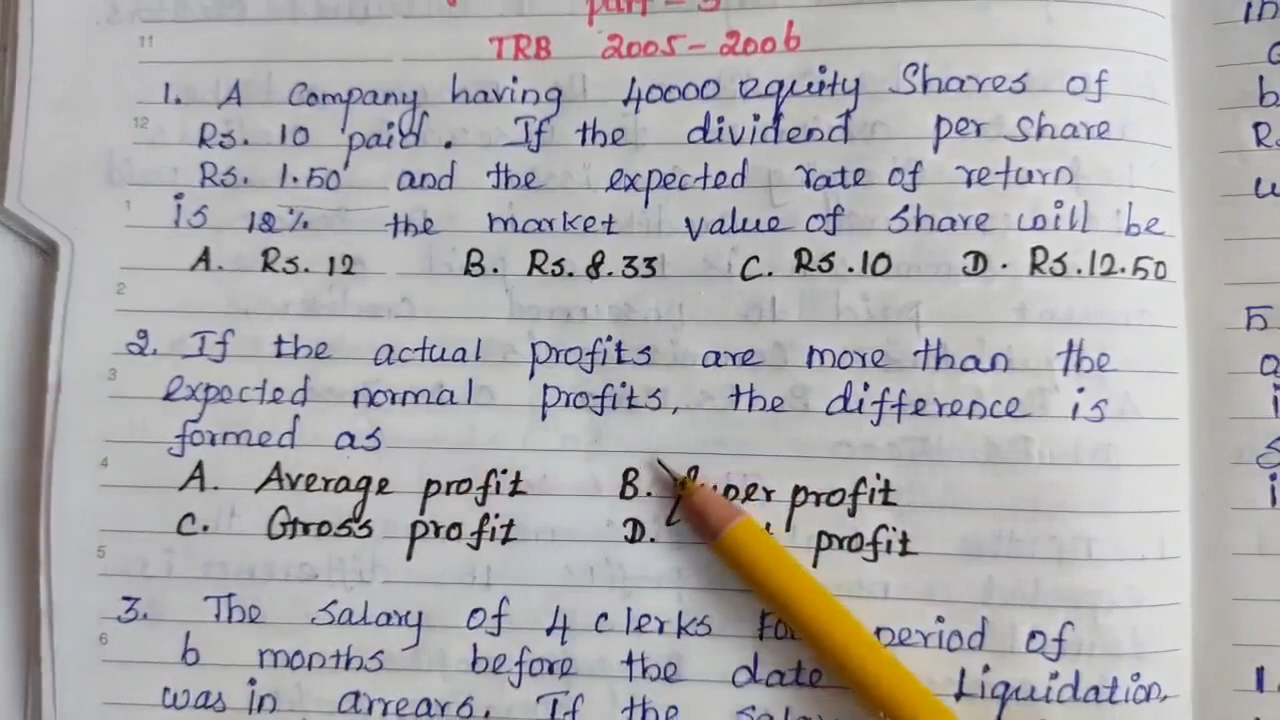 TRB 2005-2006
1. A Company having 40000 equity Shares of
Rs. 10 paid. If the dividend per share
Rs. 1.50 and the expected rate of return
is 12% the market value of share will be
A. Rs. 12 B. Rs. 8.33 C. Rs. 10 D. Rs. 12.50
2. If the actual profits are more than the
expected normal profits, the difference is
formed as
A. Average profit B. Super profit
C. Gross profit D. profit
3. The Salary of 4 clerks for period of
6 months before the date Liquidation,
was in arrears. If the